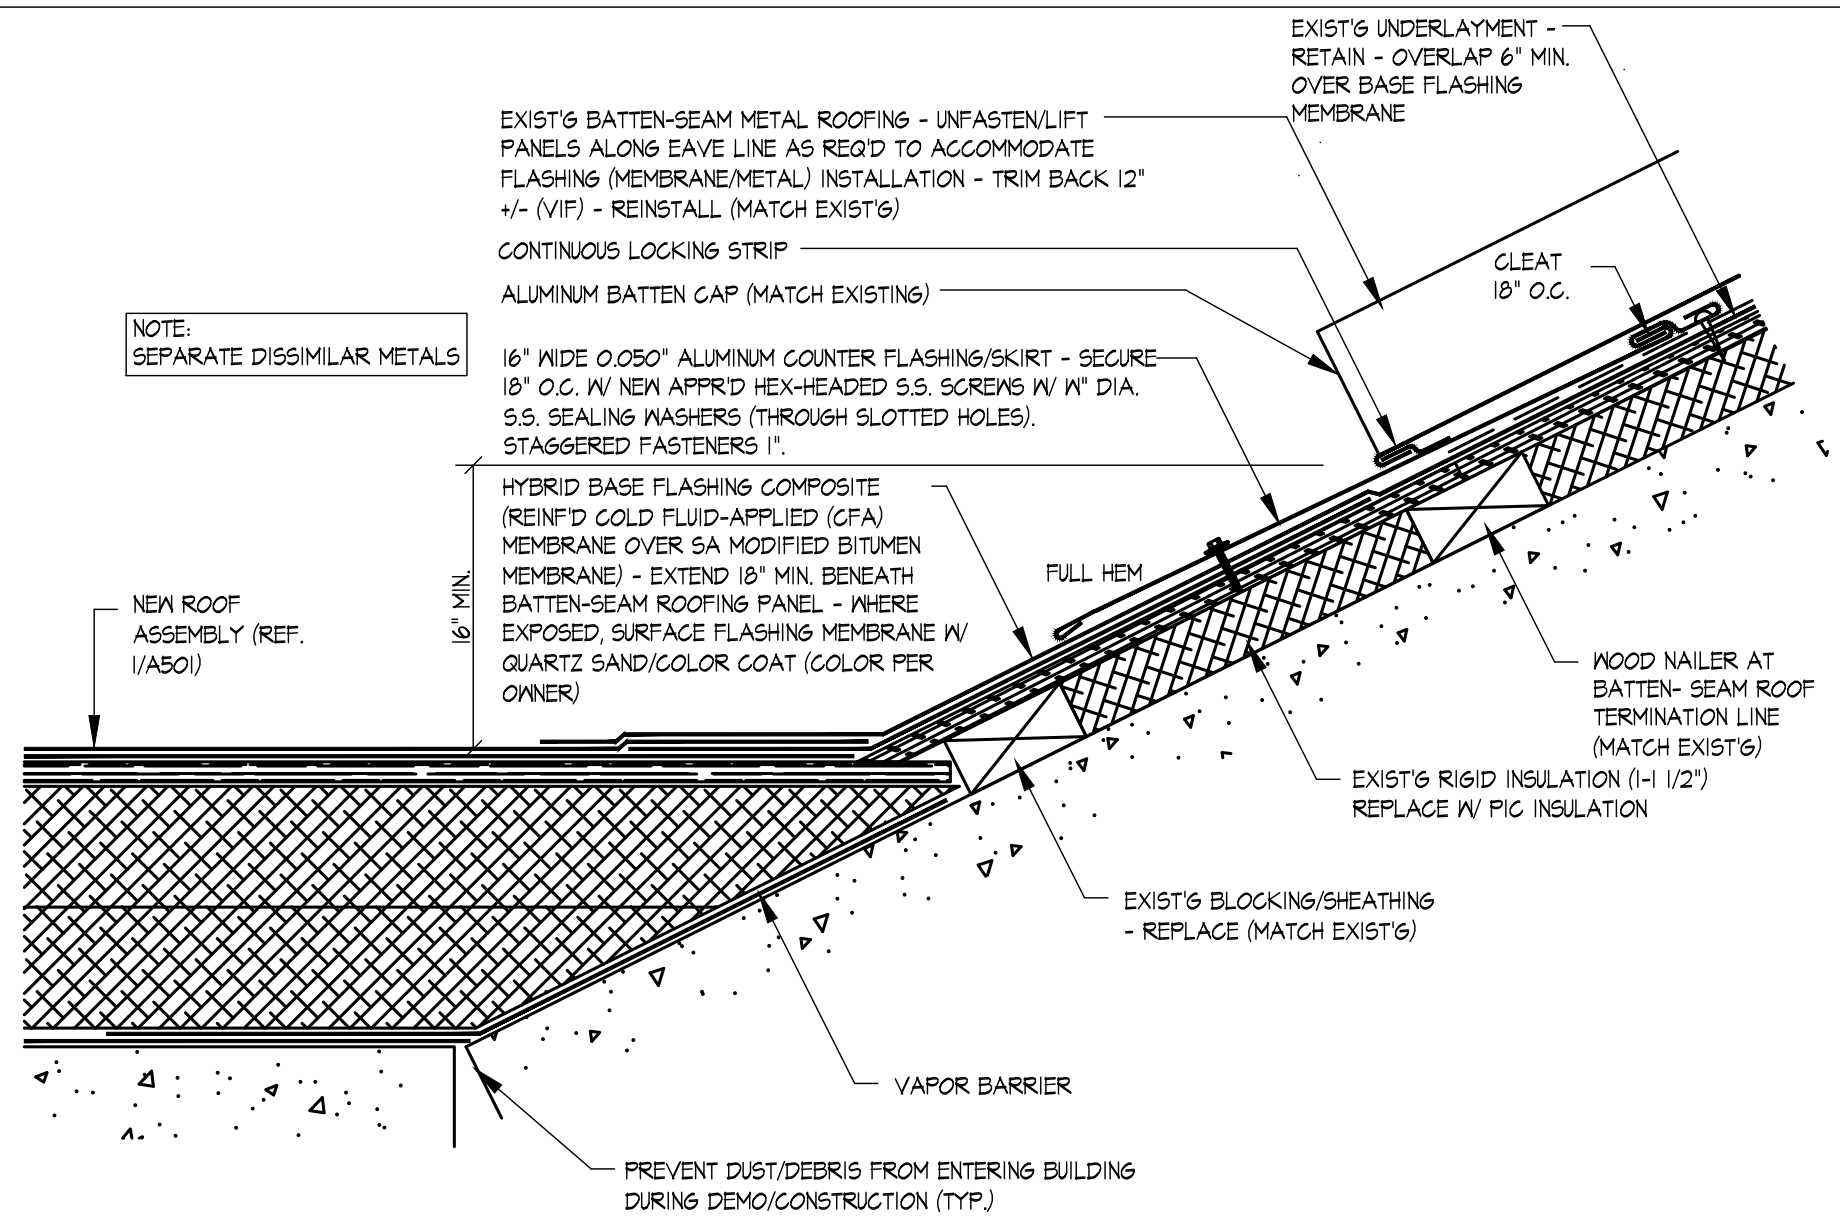 EXIST'G UNDERLAYMENT -
RETAIN - OVERLAP 6" MIN.
OVER BASE FLASHING
MEMBRANE
EXIST'G BATTEN-SEAM METAL ROOFING - UNFASTEN/LIFT
PANELS ALONG EAVE LINE AS REQ'D TO ACCOMMODATE
FLASHING (MEMBRANE/METAL) INSTALLATION - TRIM BACK 12"
+/- (VIF) - REINSTALL (MATCH EXIST'G)
CONTINUOUS LOCKING STRIP
ALUMINUM BATTEN CAP (MATCH EXISTING)
CLEAT
18" O.C.
NOTE:
SEPARATE DISSIMILAR METALS
16" WIDE 0.050" ALUMINUM COUNTER FLASHING/SKIRT - SECURE
18" O.C. W/ NEW APPR'D HEX-HEADED S.S. SCREWS W/ W" DIA.
S.S. SEALING WASHERS (THROUGH SLOTTED HOLES).
STAGGERED FASTENERS 1".
HYBRID BASE FLASHING COMPOSITE
(REINF'D COLD FLUID-APPLIED (CFA)
MEMBRANE OVER SA MODIFIED BITUMEN
MEMBRANE) - EXTEND 18" MIN. BENEATH
BATTEN-SEAM ROOFING PANEL - WHERE
EXPOSED, SURFACE FLASHING MEMBRANE W/
QUARTZ SAND/COLOR COAT (COLOR PER
OWNER)
FULL HEM
16" MIN.
NEW ROOF
ASSEMBLY (REF.
1/A501)
WOOD NAILER AT
BATTEN- SEAM ROOF
TERMINATION LINE
(MATCH EXIST'G)
EXIST'G RIGID INSULATION (1-1 1/2")
REPLACE W/ PIC INSULATION
EXIST'G BLOCKING/SHEATHING
- REPLACE (MATCH EXIST'G)
VAPOR BARRIER
PREVENT DUST/DEBRIS FROM ENTERING BUILDING
DURING DEMO/CONSTRUCTION (TYP.)